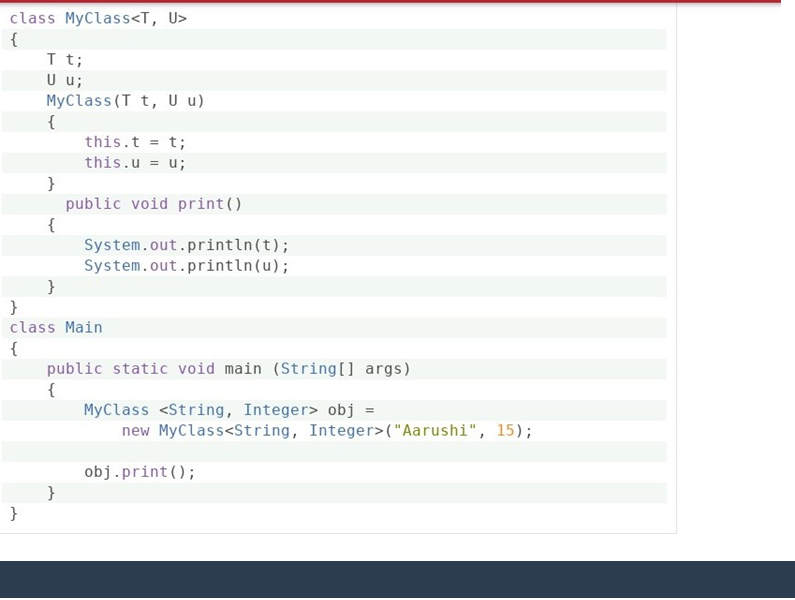 class MyClass<T, U>
{
    T t;
    U u;
    MyClass(T t, U u)
    {
        this.t = t;
        this.u = u;
    }
      public void print()
    {
        System.out.println(t);
        System.out.println(u);
    }
}
class Main
{
    public static void main (String[] args)
    {
        MyClass <String, Integer> obj =
            new MyClass<String, Integer>("Aarushi", 15);

        obj.print();
    }
}